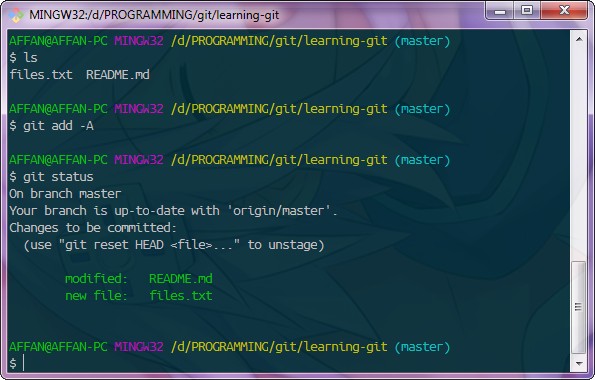 MINGW32:/d/PROGRAMMING/git/learning-git
AFFAN@AFFAN-PC MINGW32 /d/PROGRAMMING/git/learning-git (master)
$ ls
files.txt  README.md
AFFAN@AFFAN-PC MINGW32 /d/PROGRAMMING/git/learning-git (master)
$ git add -A
AFFAN@AFFAN-PC MINGW32 /d/PROGRAMMING/git/learning-git (master)
$ git status
On branch master
Your branch is up-to-date with 'origin/master'.
Changes to be committed:
  (use "git reset HEAD <file>..." to unstage)
        modified:   README.md
        new file:   files.txt
AFFAN@AFFAN-PC MINGW32 /d/PROGRAMMING/git/learning-git (master)
$